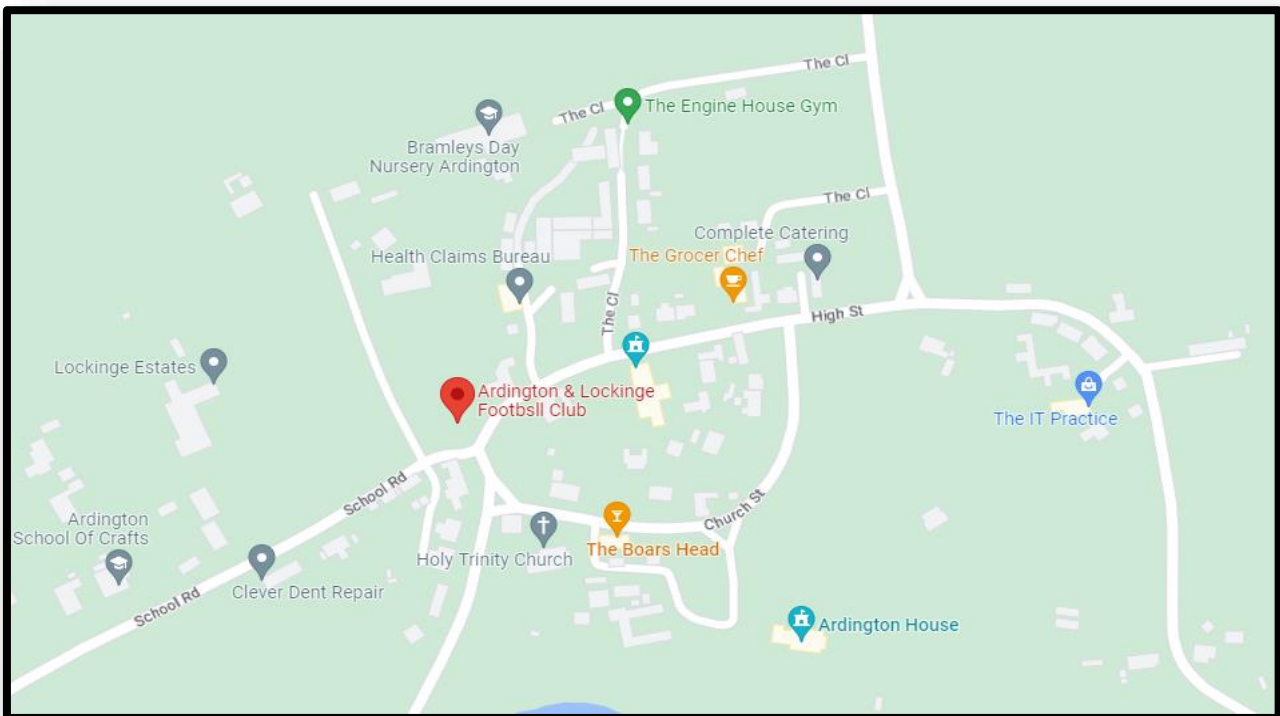 The Cl
The Cl
The Engine House Gym
Bramleys Day
Nursery Ardington
The Cl
Complete Catering
Health Claims Bureau
The Grocer Chef
The Cl
High St
Lockinge Estates
Ardington & Lockinge
Footbsll Club
The IT Practice
School Rd
Church St
Ardington
School Of Crafts
Holy Trinity Church
The Boars Head
Clever Dent Repair
School Rd
Ardington House